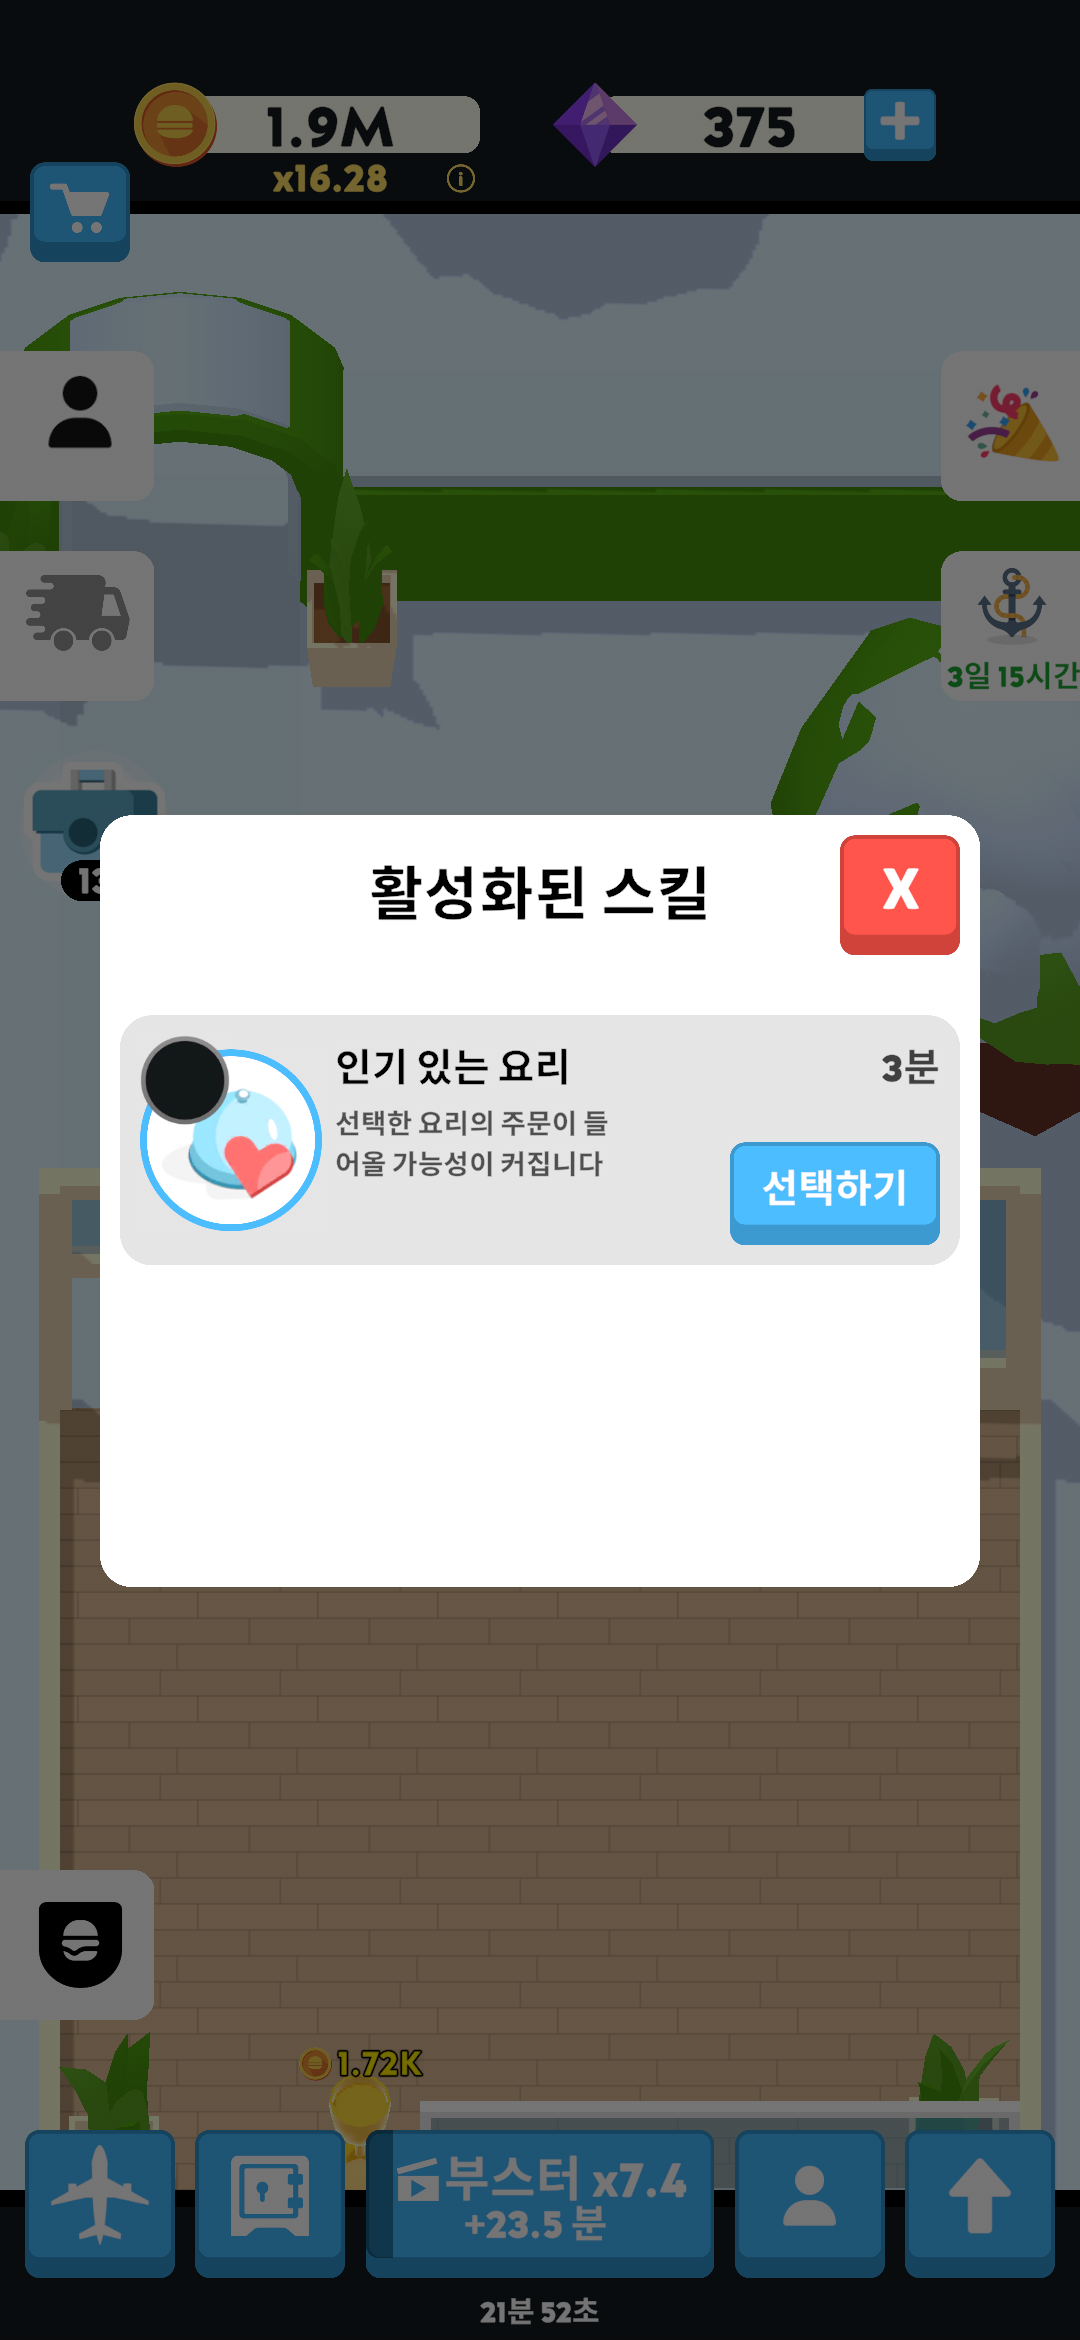 1.9M
375
x16.28
3일 15시간
활성화된 스킬
X
인기 있는 요리
3분
선택한 요리의 주문이 들
어올 가능성이 커집니다
선택하기
1.72K
부스터 x7.4
+23.5 분
21분 52초